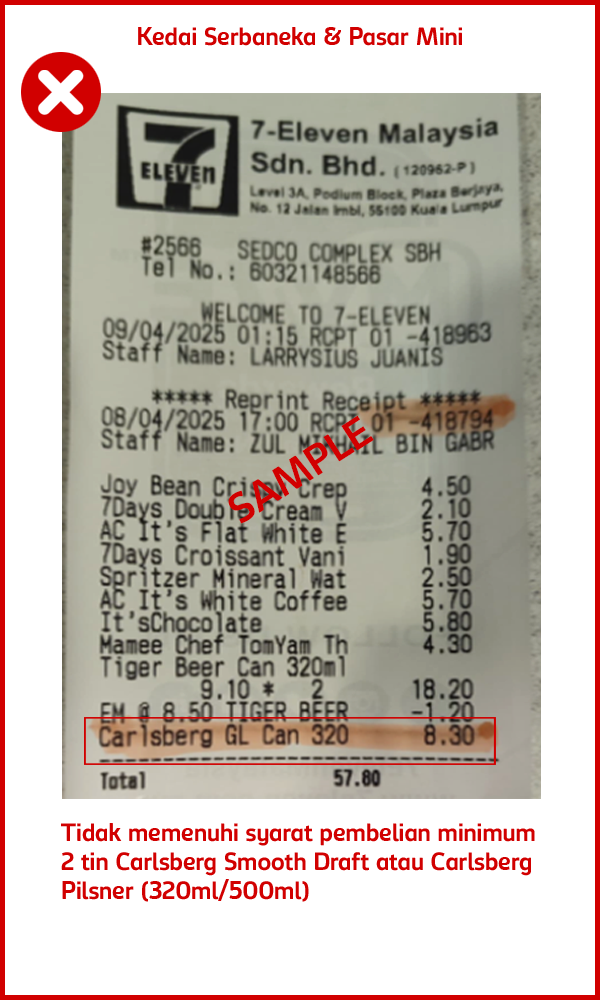 Kedai Serbaneka & Pasar Mini
7
ELEVEn
7-Eleven Malaysia
Sdn. Bhd. (120962-P)
Level 3A, Podium Block, Plaza Berjaya,
No. 12 Jalan Imbi, 55100 Kuala Lumpur
#2566 SEDCO COMPLEX SBH
Tel No.: 60321148566
WELCOME TO 7-ELEVEN
09/04/2025 01:15 RCPT 01 -418963
Staff Name: LARRYSIUS JUANIS
***** Reprint Receipt *****
08/04/2025 17:00 RCPT 01 -418794
Staff Name: ZUL MIKHAIL BIN GABR
SAMPLE
Joy Bean Crispy Crep 4.50
7Days Double Cream V 2.10
AC It's Flat White E 5.70
7Days Croissant Vani 1.90
Spritzer Mineral Wat 2.50
AC It's White Coffee 5.70
It'sChocolate 5.80
Mamee Chef TomYam Th 4.30
Tiger Beer Can 320ml
9.10 * 2 18.20
EM @ 8.50 TIGER BEER -1.20
Carlsberg GL Can 320 8.30
Total 57.80
Tidak memenuhi syarat pembelian minimum
2 tin Carlsberg Smooth Draft atau Carlsberg
Pilsner (320ml/500ml)